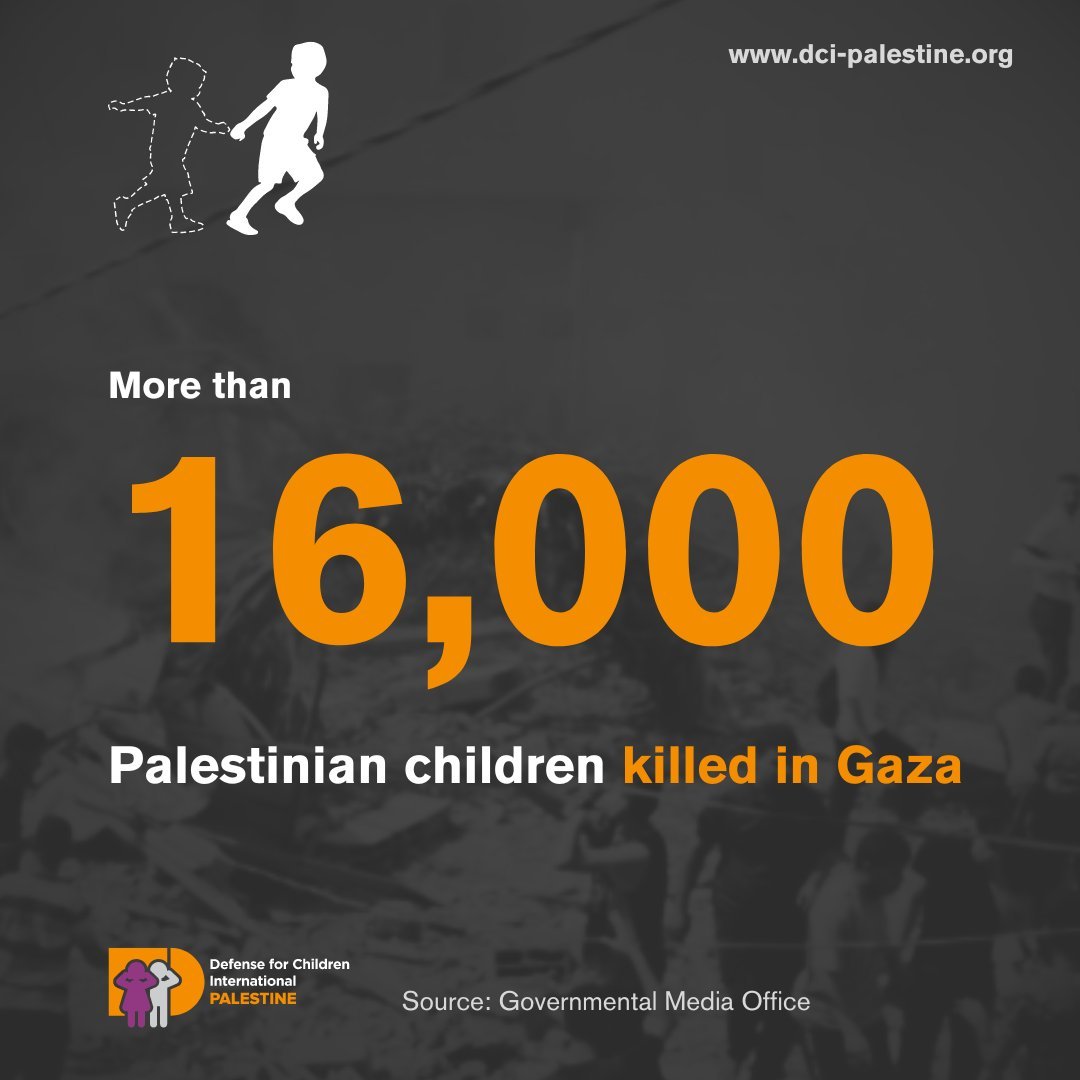 www.dci-palestine.org
More than
16,000
Palestinian children killed in Gaza
Defense for Children
International
PALESTINE
Source: Governmental Media Office